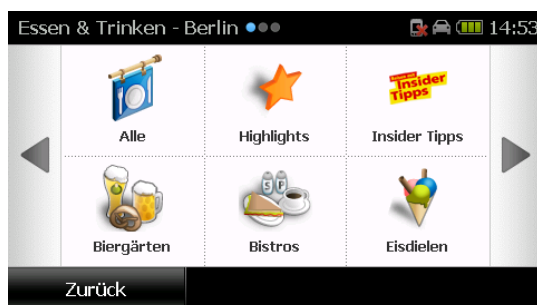 Essen & Trinken - Berlin
14:53
Insider
Tipps
Alle
Highlights
Insider Tipps
S P
Biergärten
Bistros
Eisdielen
Zurück